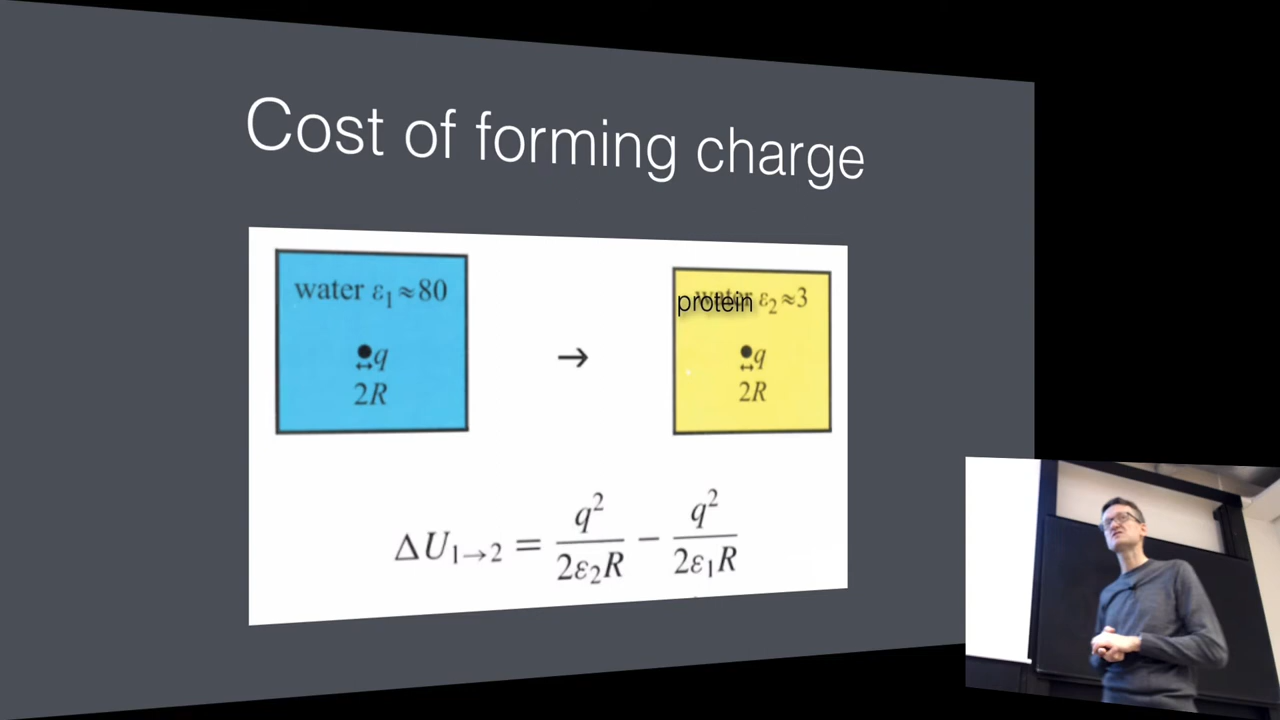 Cost of forming charge
water ε₁≈80
protein ε₂≈3
q
2R
→
q
2R
ΔU₁→₂ = q²/2ε₂R − q²/2ε₁R